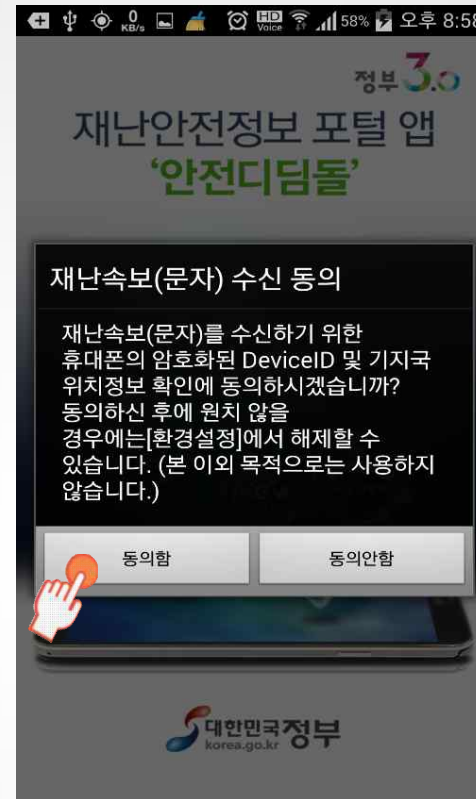 0.
KB/s
HD
Voice
58%
오후 8:58
정부3.0
재난안전정보 포털 앱
‘안전디딤돌’
재난속보(문자) 수신 동의
재난속보(문자)를 수신하기 위한
휴대폰의 암호화된 DeviceID 및 기지국
위치정보 확인에 동의하시겠습니까?
동의하신 후에 원치 않을
경우에는[환경설정]에서 해제할 수
있습니다. (본 이외 목적으로는 사용하지
않습니다.)
동의함
동의안함
대한민국정부
korea.go.kr